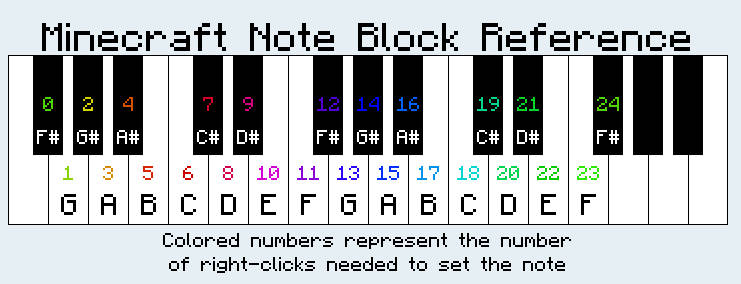 Minecraft Note Block Reference
0 2 4 7 9 12 14 16 19 21 24
F# G# A# C# D# F# G# A# C# D# F#
1 3 5 6 8 10 11 13 15 17 18 20 22 23
G A B C D E F G A B C D E F
Colored numbers represent the number
of right-clicks needed to set the note